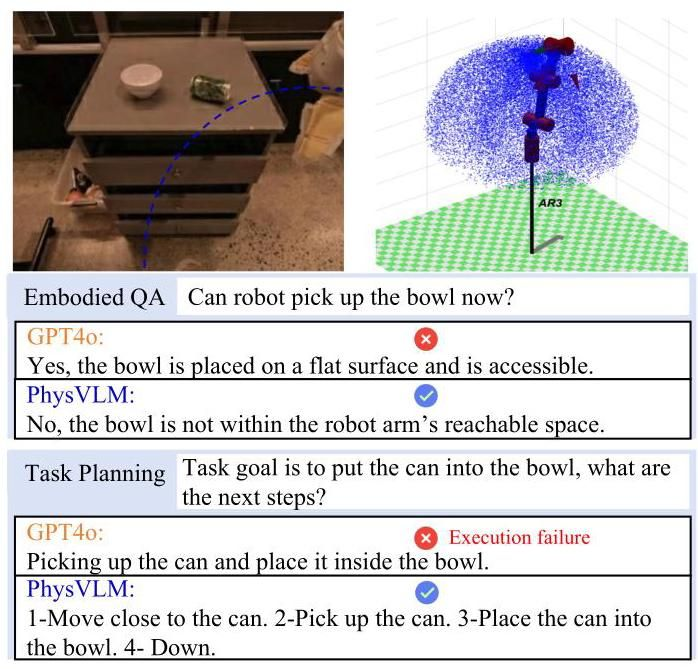 AR3
Embodied QA
Can robot pick up the bowl now?
GPT4o:
Yes, the bowl is placed on a flat surface and is accessible.
PhysVLM:
No, the bowl is not within the robot arm's reachable space.
Task Planning
Task goal is to put the can into the bowl, what are
the next steps?
GPT4o:
Execution failure
Picking up the can and place it inside the bowl.
PhysVLM:
1-Move close to the can. 2-Pick up the can. 3-Place the can into
the bowl. 4- Down.